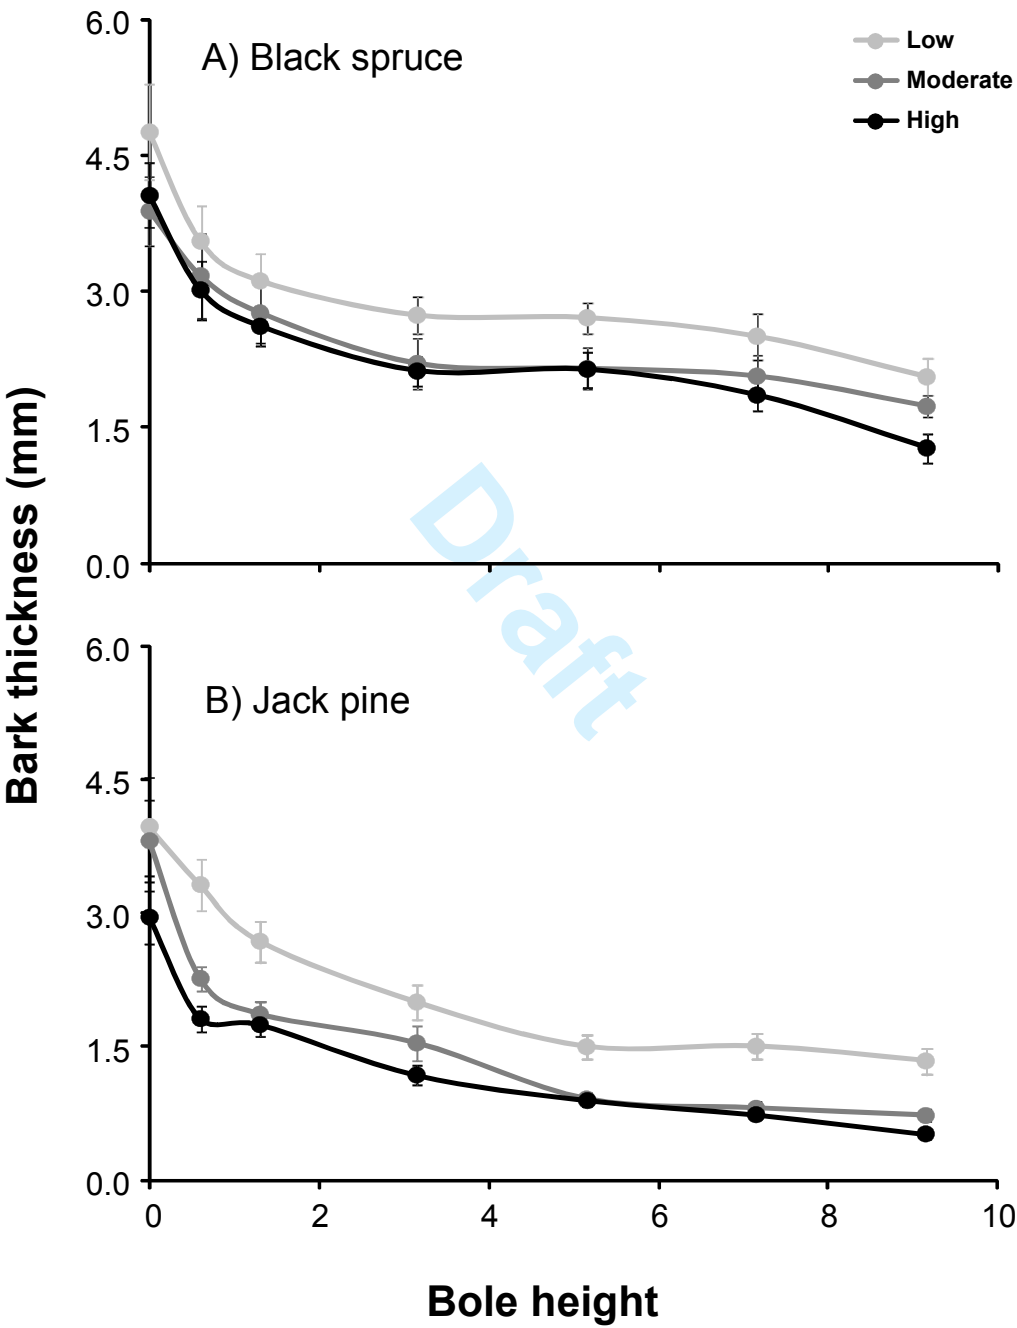 6.0
A) Black spruce
Low
Moderate
High
4.5
3.0
1.5
0.0
Bark thickness (mm)
Draft
6.0
B) Jack pine
4.5
3.0
1.5
0.0
0 2 4 6 8 10
Bole height